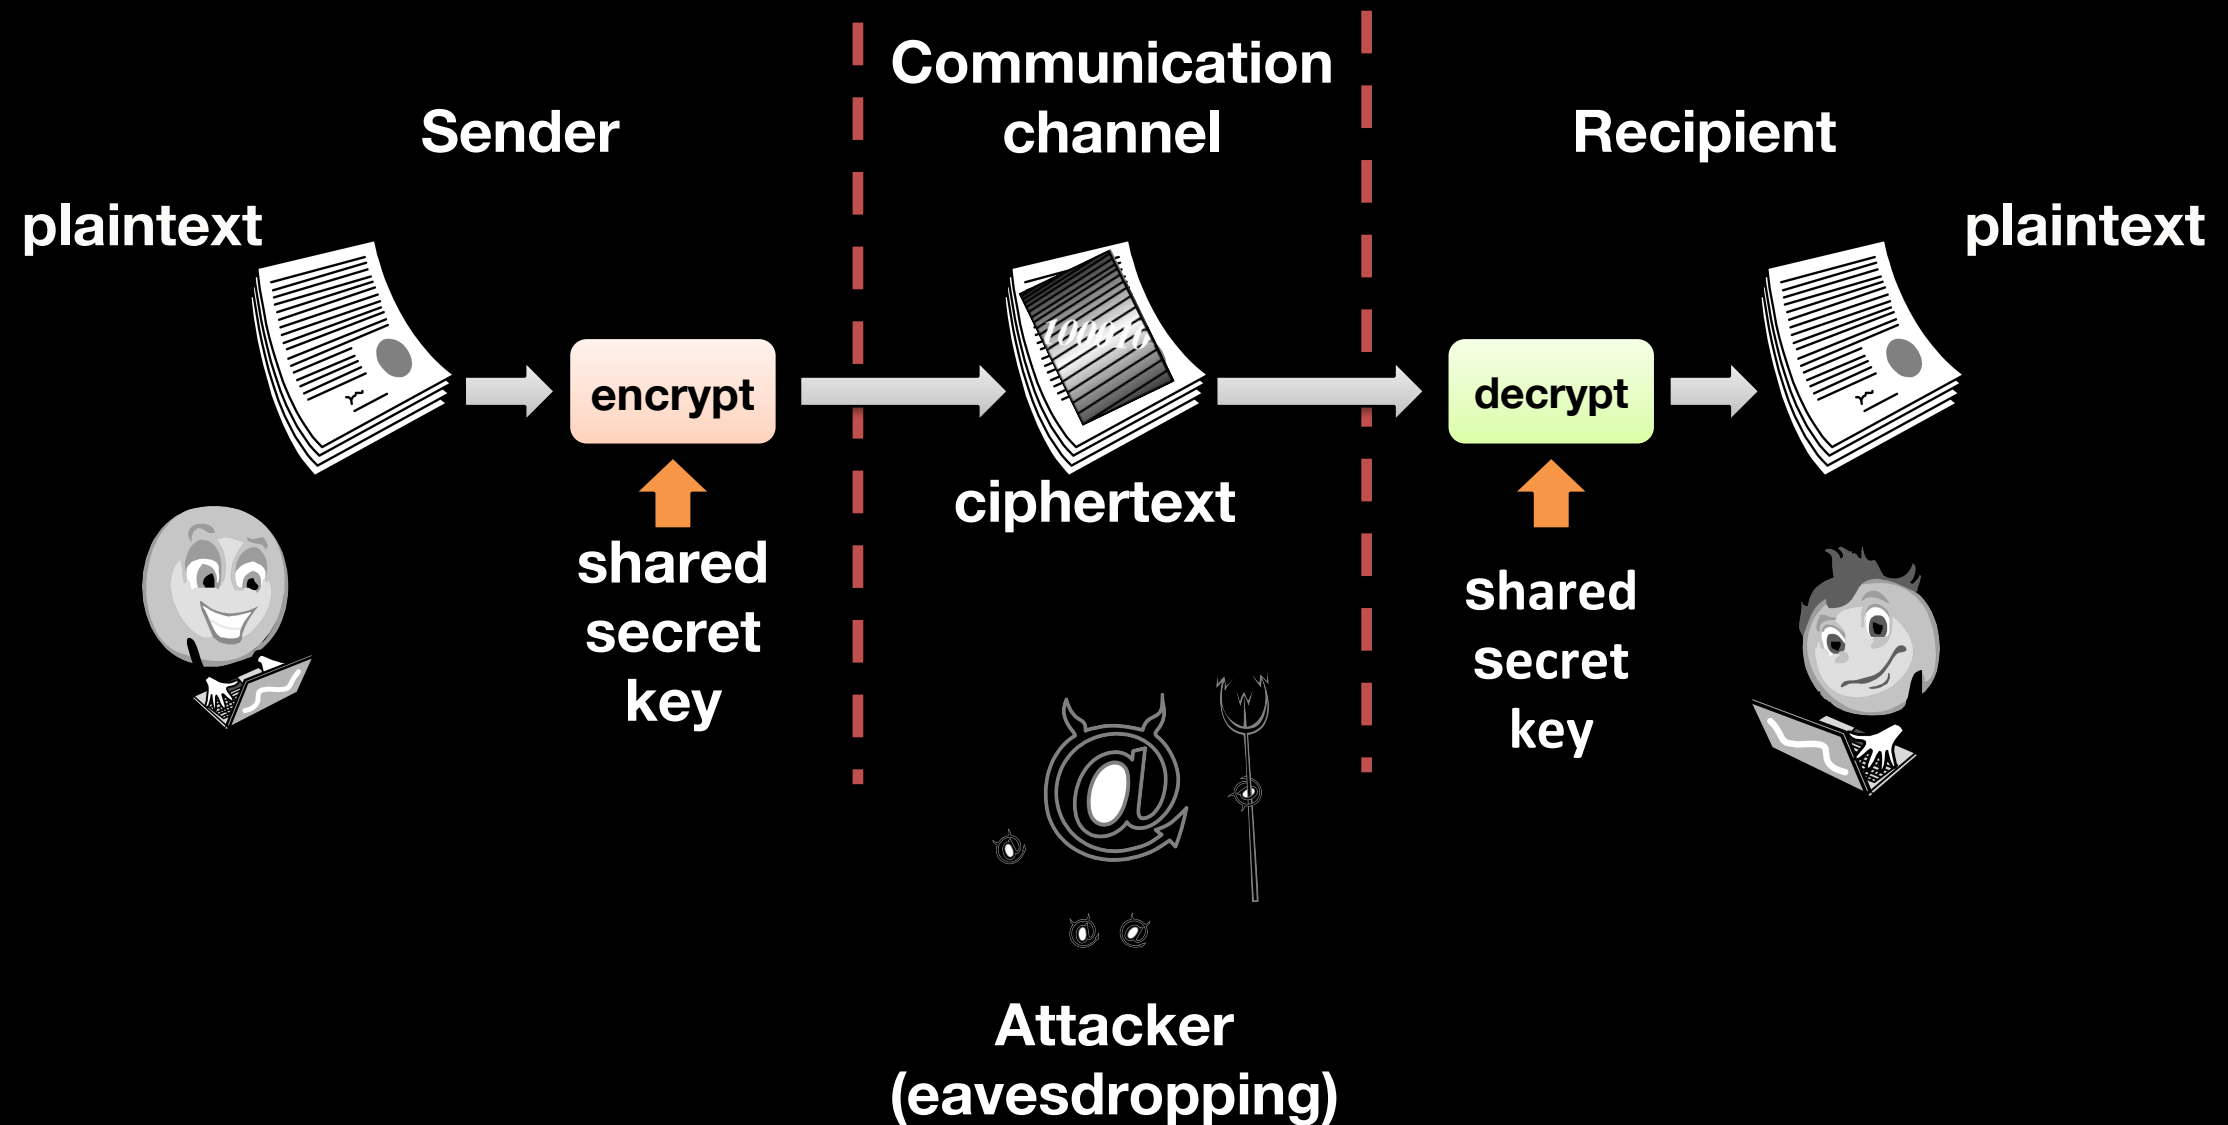 Communication
channel
Sender
Recipient
plaintext
plaintext
encrypt
decrypt
ciphertext
shared
secret
key
shared
secret
key
Attacker
(eavesdropping)